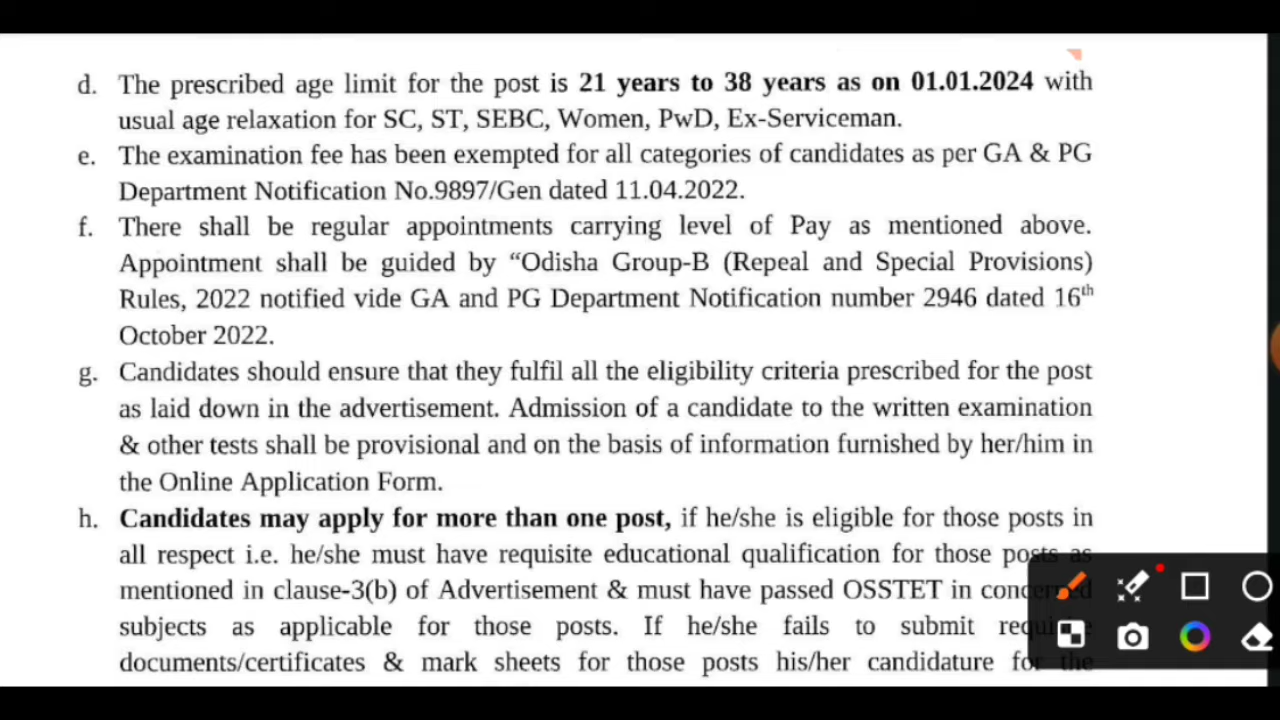 d. The prescribed age limit for the post is 21 years to 38 years as on 01.01.2024 with
usual age relaxation for SC, ST, SEBC, Women, PwD, Ex-Serviceman.
e. The examination fee has been exempted for all categories of candidates as per GA & PG
Department Notification No.9897/Gen dated 11.04.2022.
f. There shall be regular appointments carrying level of Pay as mentioned above.
Appointment shall be guided by “Odisha Group-B (Repeal and Special Provisions)
Rules, 2022 notified vide GA and PG Department Notification number 2946 dated 16th
October 2022.
g. Candidates should ensure that they fulfil all the eligibility criteria prescribed for the post
as laid down in the advertisement. Admission of a candidate to the written examination
& other tests shall be provisional and on the basis of information furnished by her/him in
the Online Application Form.
h. Candidates may apply for more than one post, if he/she is eligible for those posts in
all respect i.e. he/she must have requisite educational qualification for those posts as
mentioned in clause-3(b) of Advertisement & must have passed OSSTET in concerned
subjects as applicable for those posts. If he/she fails to submit requisite
documents/certificates & mark sheets for those posts his/her candidature for the